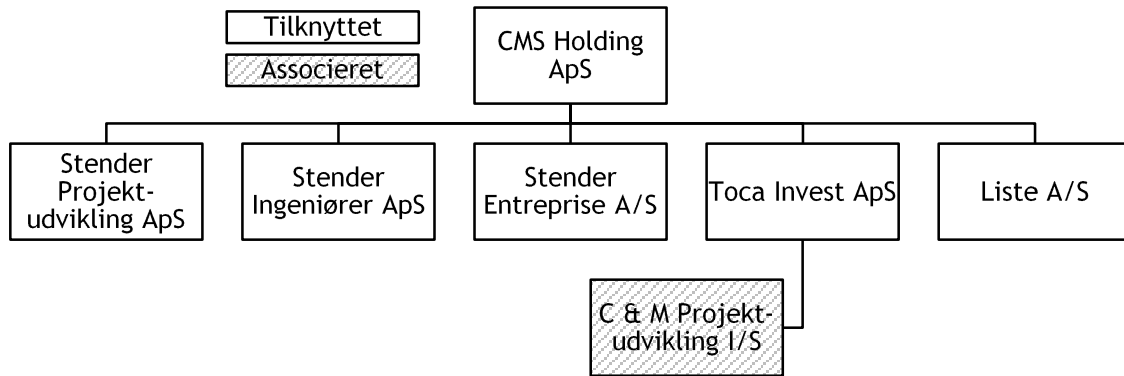 Tilknyttet
Associeret
CMS Holding
ApS
Stender
Projekt-
udvikling ApS
Stender
Ingeniører ApS
Stender
Entreprise A/S
Toca Invest ApS
Liste A/S
C & M Projekt-
udvikling I/S